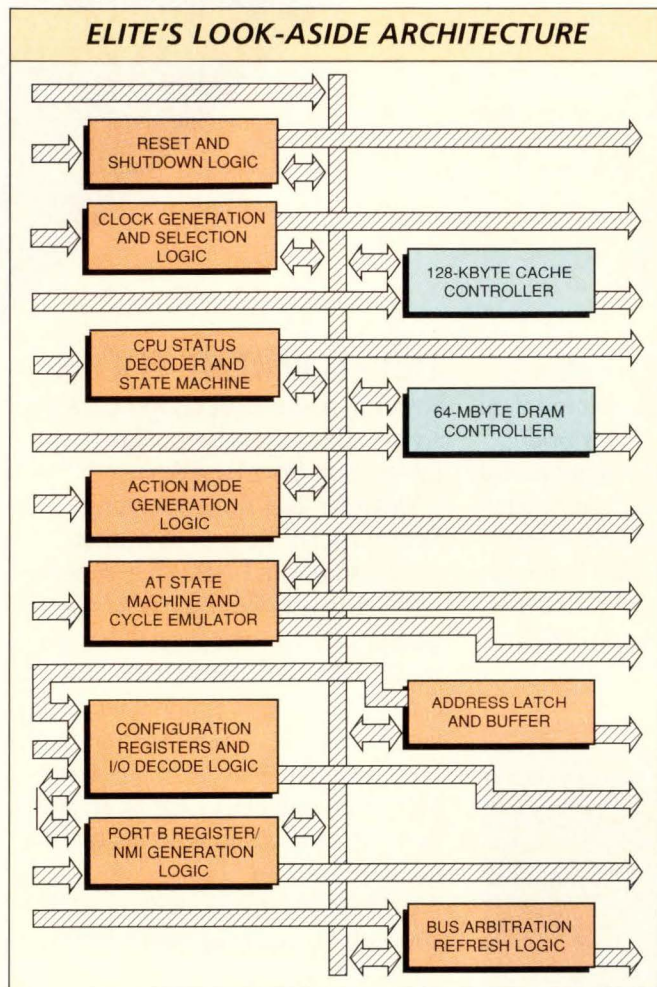 ELITE'S LOOK-ASIDE ARCHITECTURE
RESET AND
SHUTDOWN LOGIC
CLOCK GENERATION
AND SELECTION
LOGIC
128-KBYTE CACHE
CONTROLLER
CPU STATUS
DECODER AND
STATE MACHINE
64-MBYTE DRAM
CONTROLLER
ACTION MODE
GENERATION
LOGIC
AT STATE
MACHINE AND
CYCLE EMULATOR
ADDRESS LATCH
AND BUFFER
CONFIGURATION
REGISTERS AND
I/O DECODE LOGIC
PORT B REGISTER/
NMI GENERATION
LOGIC
BUS ARBITRATION
REFRESH LOGIC